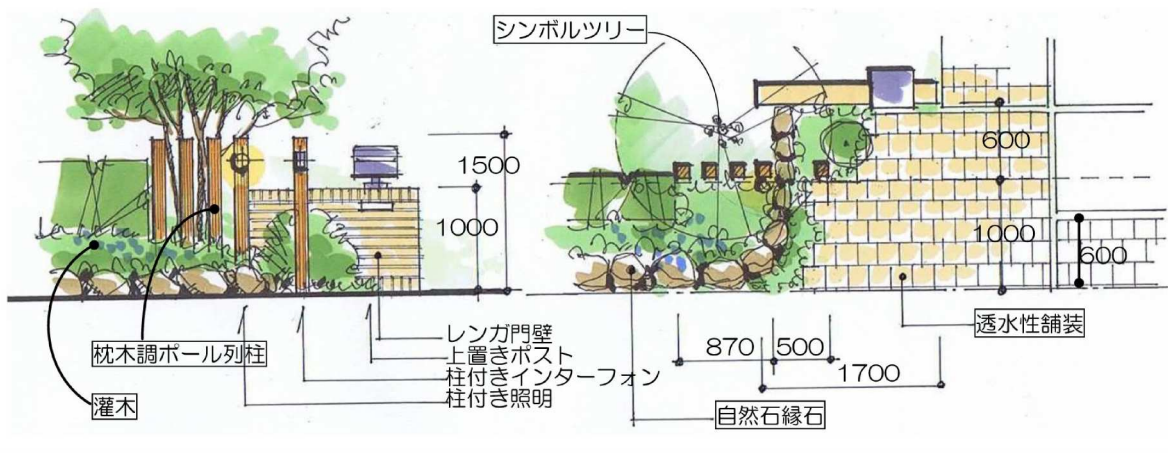 シンボルツリー
1500
1000
600
1000
600
レンガ門壁
上置きポスト
柱付きインターフォン
柱付き照明
枕木調ポール列柱
灌木
870
500
1700
透水性舗装
自然石縁石